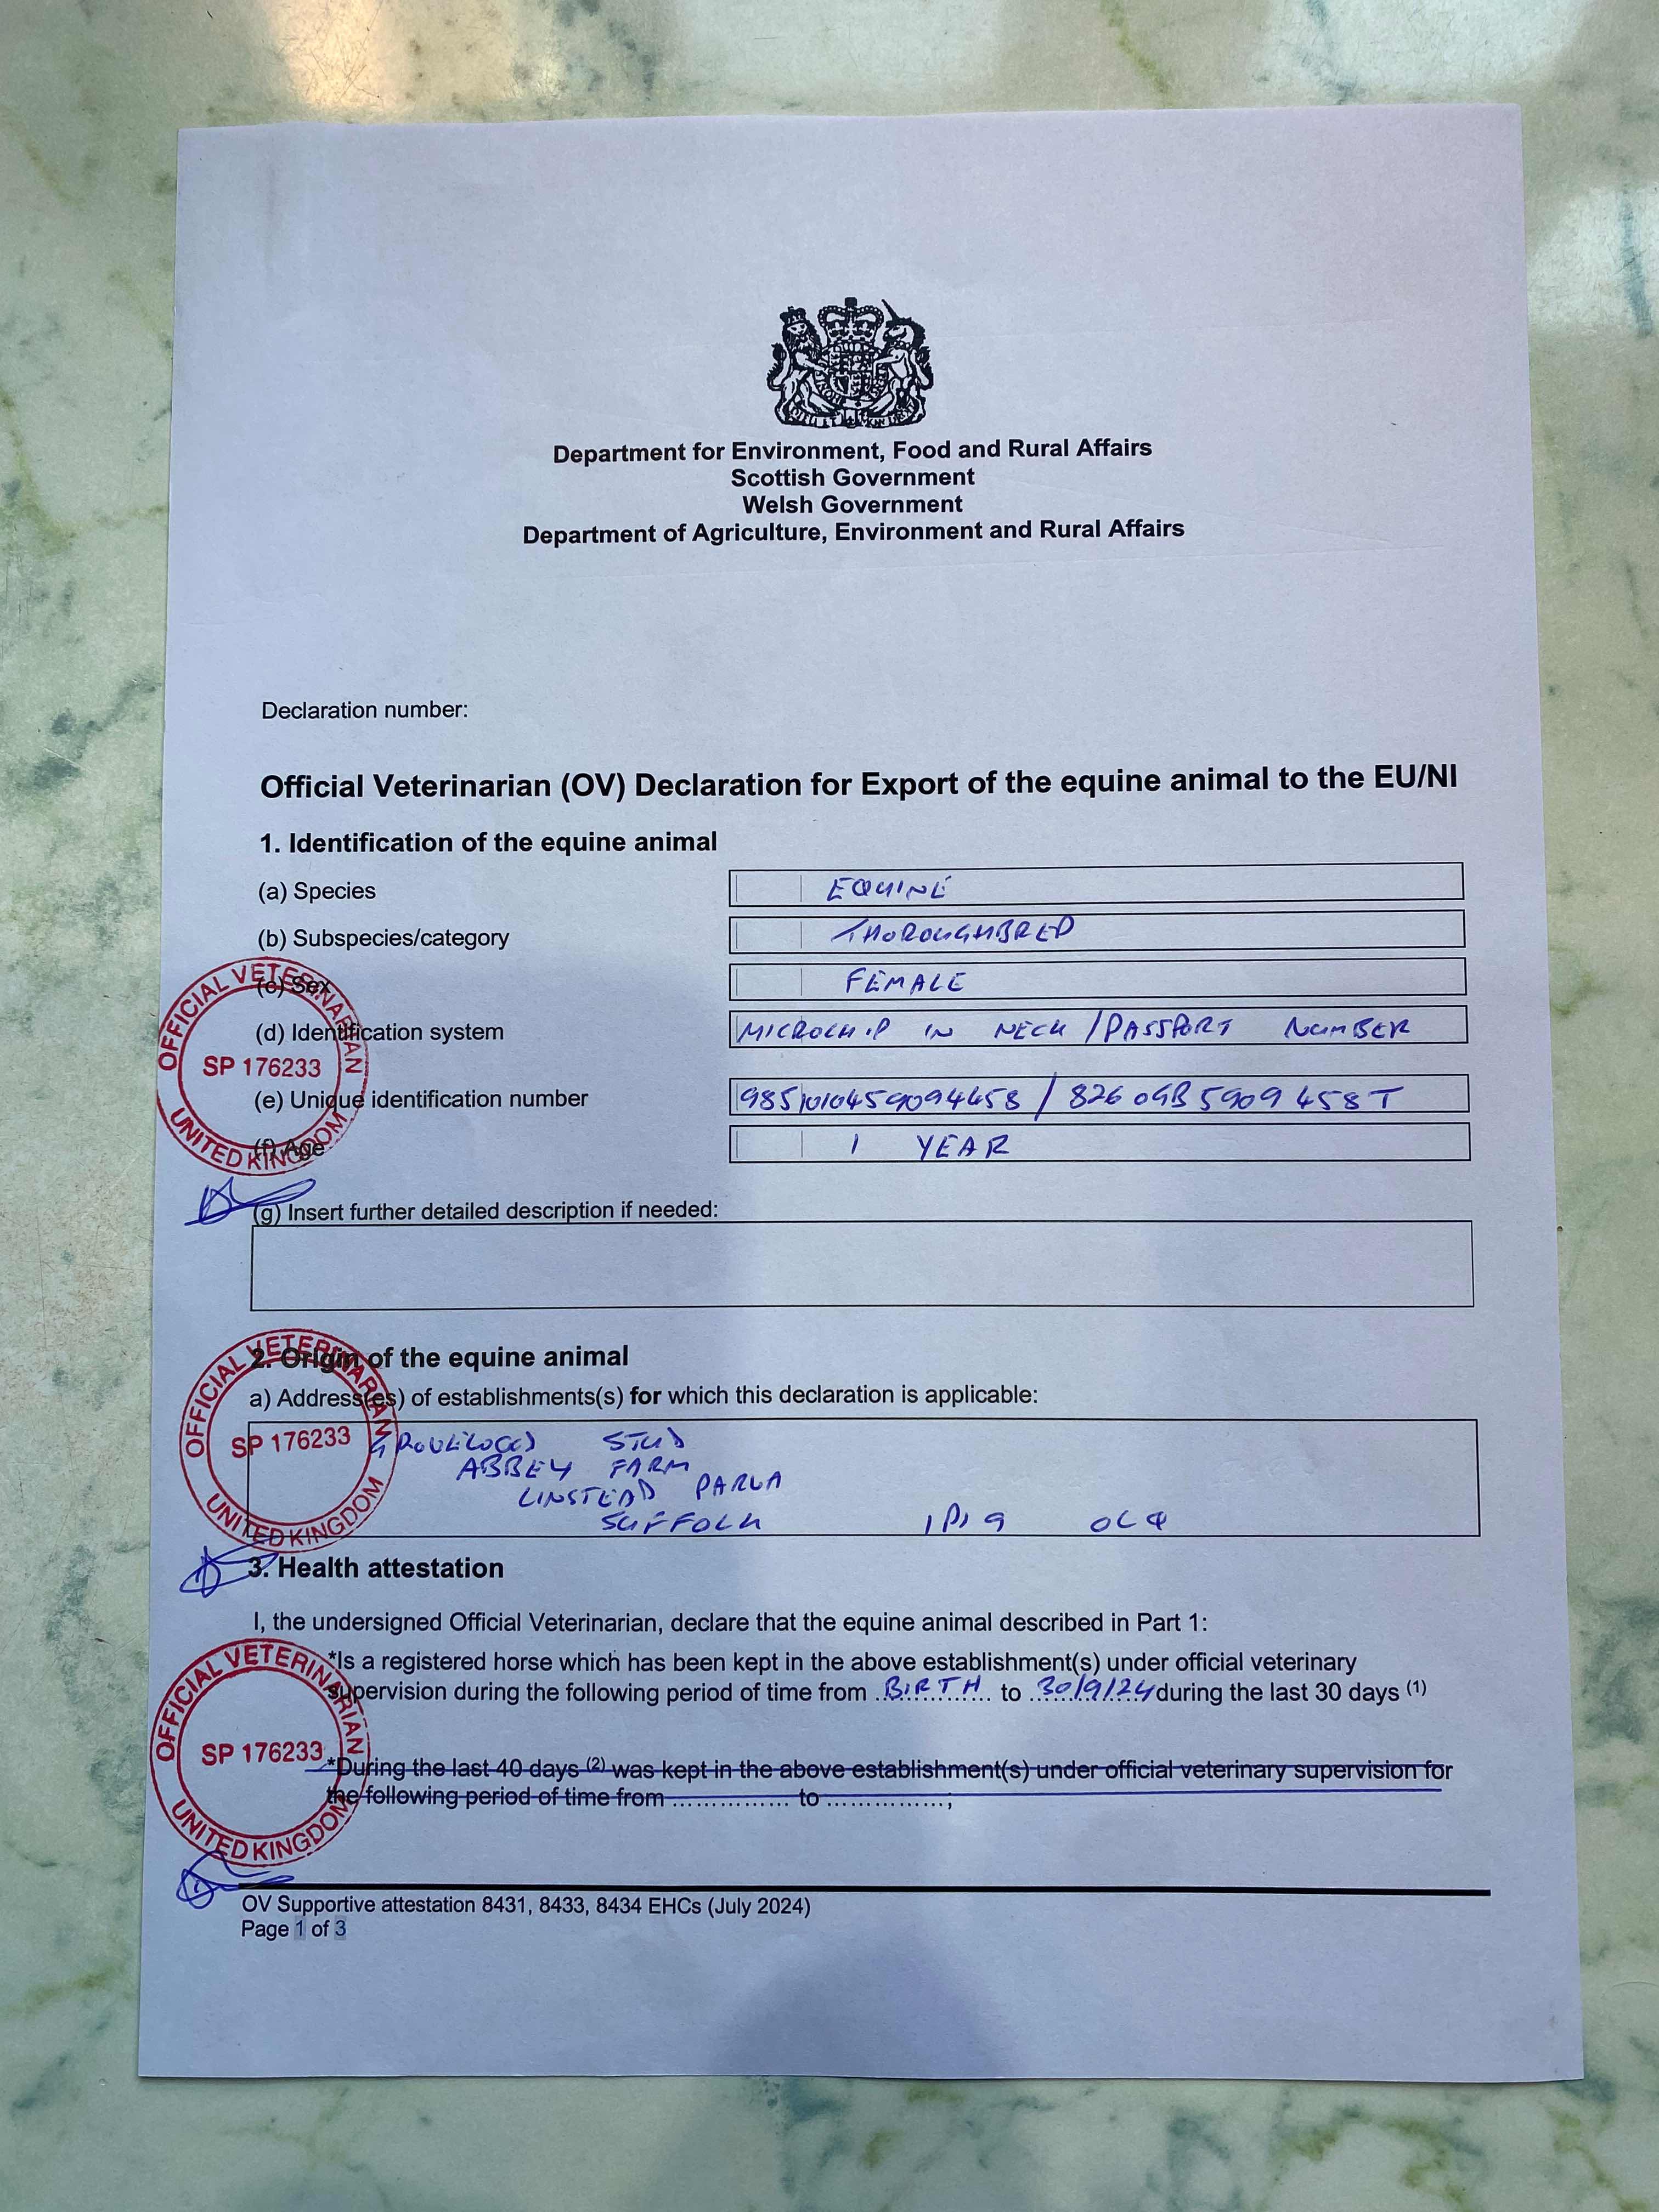 Department for Environment, Food and Rural Affairs
Scottish Government
Welsh Government
Department of Agriculture, Environment and Rural Affairs
Declaration number:
Official Veterinarian (OV) Declaration for Export of the equine animal to the EU/NI
1. Identification of the equine animal
(a) Species EQUINE
(b) Subspecies/category THOROUGHBRED
(c) Sex FEMALE
(d) Identification system MICROCHIP IN NECK / PASSPORT NUMBER
(e) Unique identification number 9851010459094458 / 826 0GB 5909 458T
(f) Age 1 YEAR
OFFICIAL VETERINARIAN
SP 176233
UNITED KINGDOM
(g) Insert further detailed description if needed:
2. Origin of the equine animal
a) Address(es) of establishments(s) for which this declaration is applicable:
OFFICIAL VETERINARIAN
SP 176233
UNITED KINGDOM
STUD
ABBEY FARM
LINSTEAD PARVA
SUFFOLK IP19
3. Health attestation
I, the undersigned Official Veterinarian, declare that the equine animal described in Part 1:
*Is a registered horse which has been kept in the above establishment(s) under official veterinary
supervision during the following period of time from BIRTH to 30/9/24 during the last 30 days (1)
OFFICIAL VETERINARIAN
SP 176233
UNITED KINGDOM
*During the last 40 days (2) was kept in the above establishment(s) under official veterinary supervision for
the following period of time from ............... to ...............;
OV Supportive attestation 8431, 8433, 8434 EHCs (July 2024)
Page 1 of 3